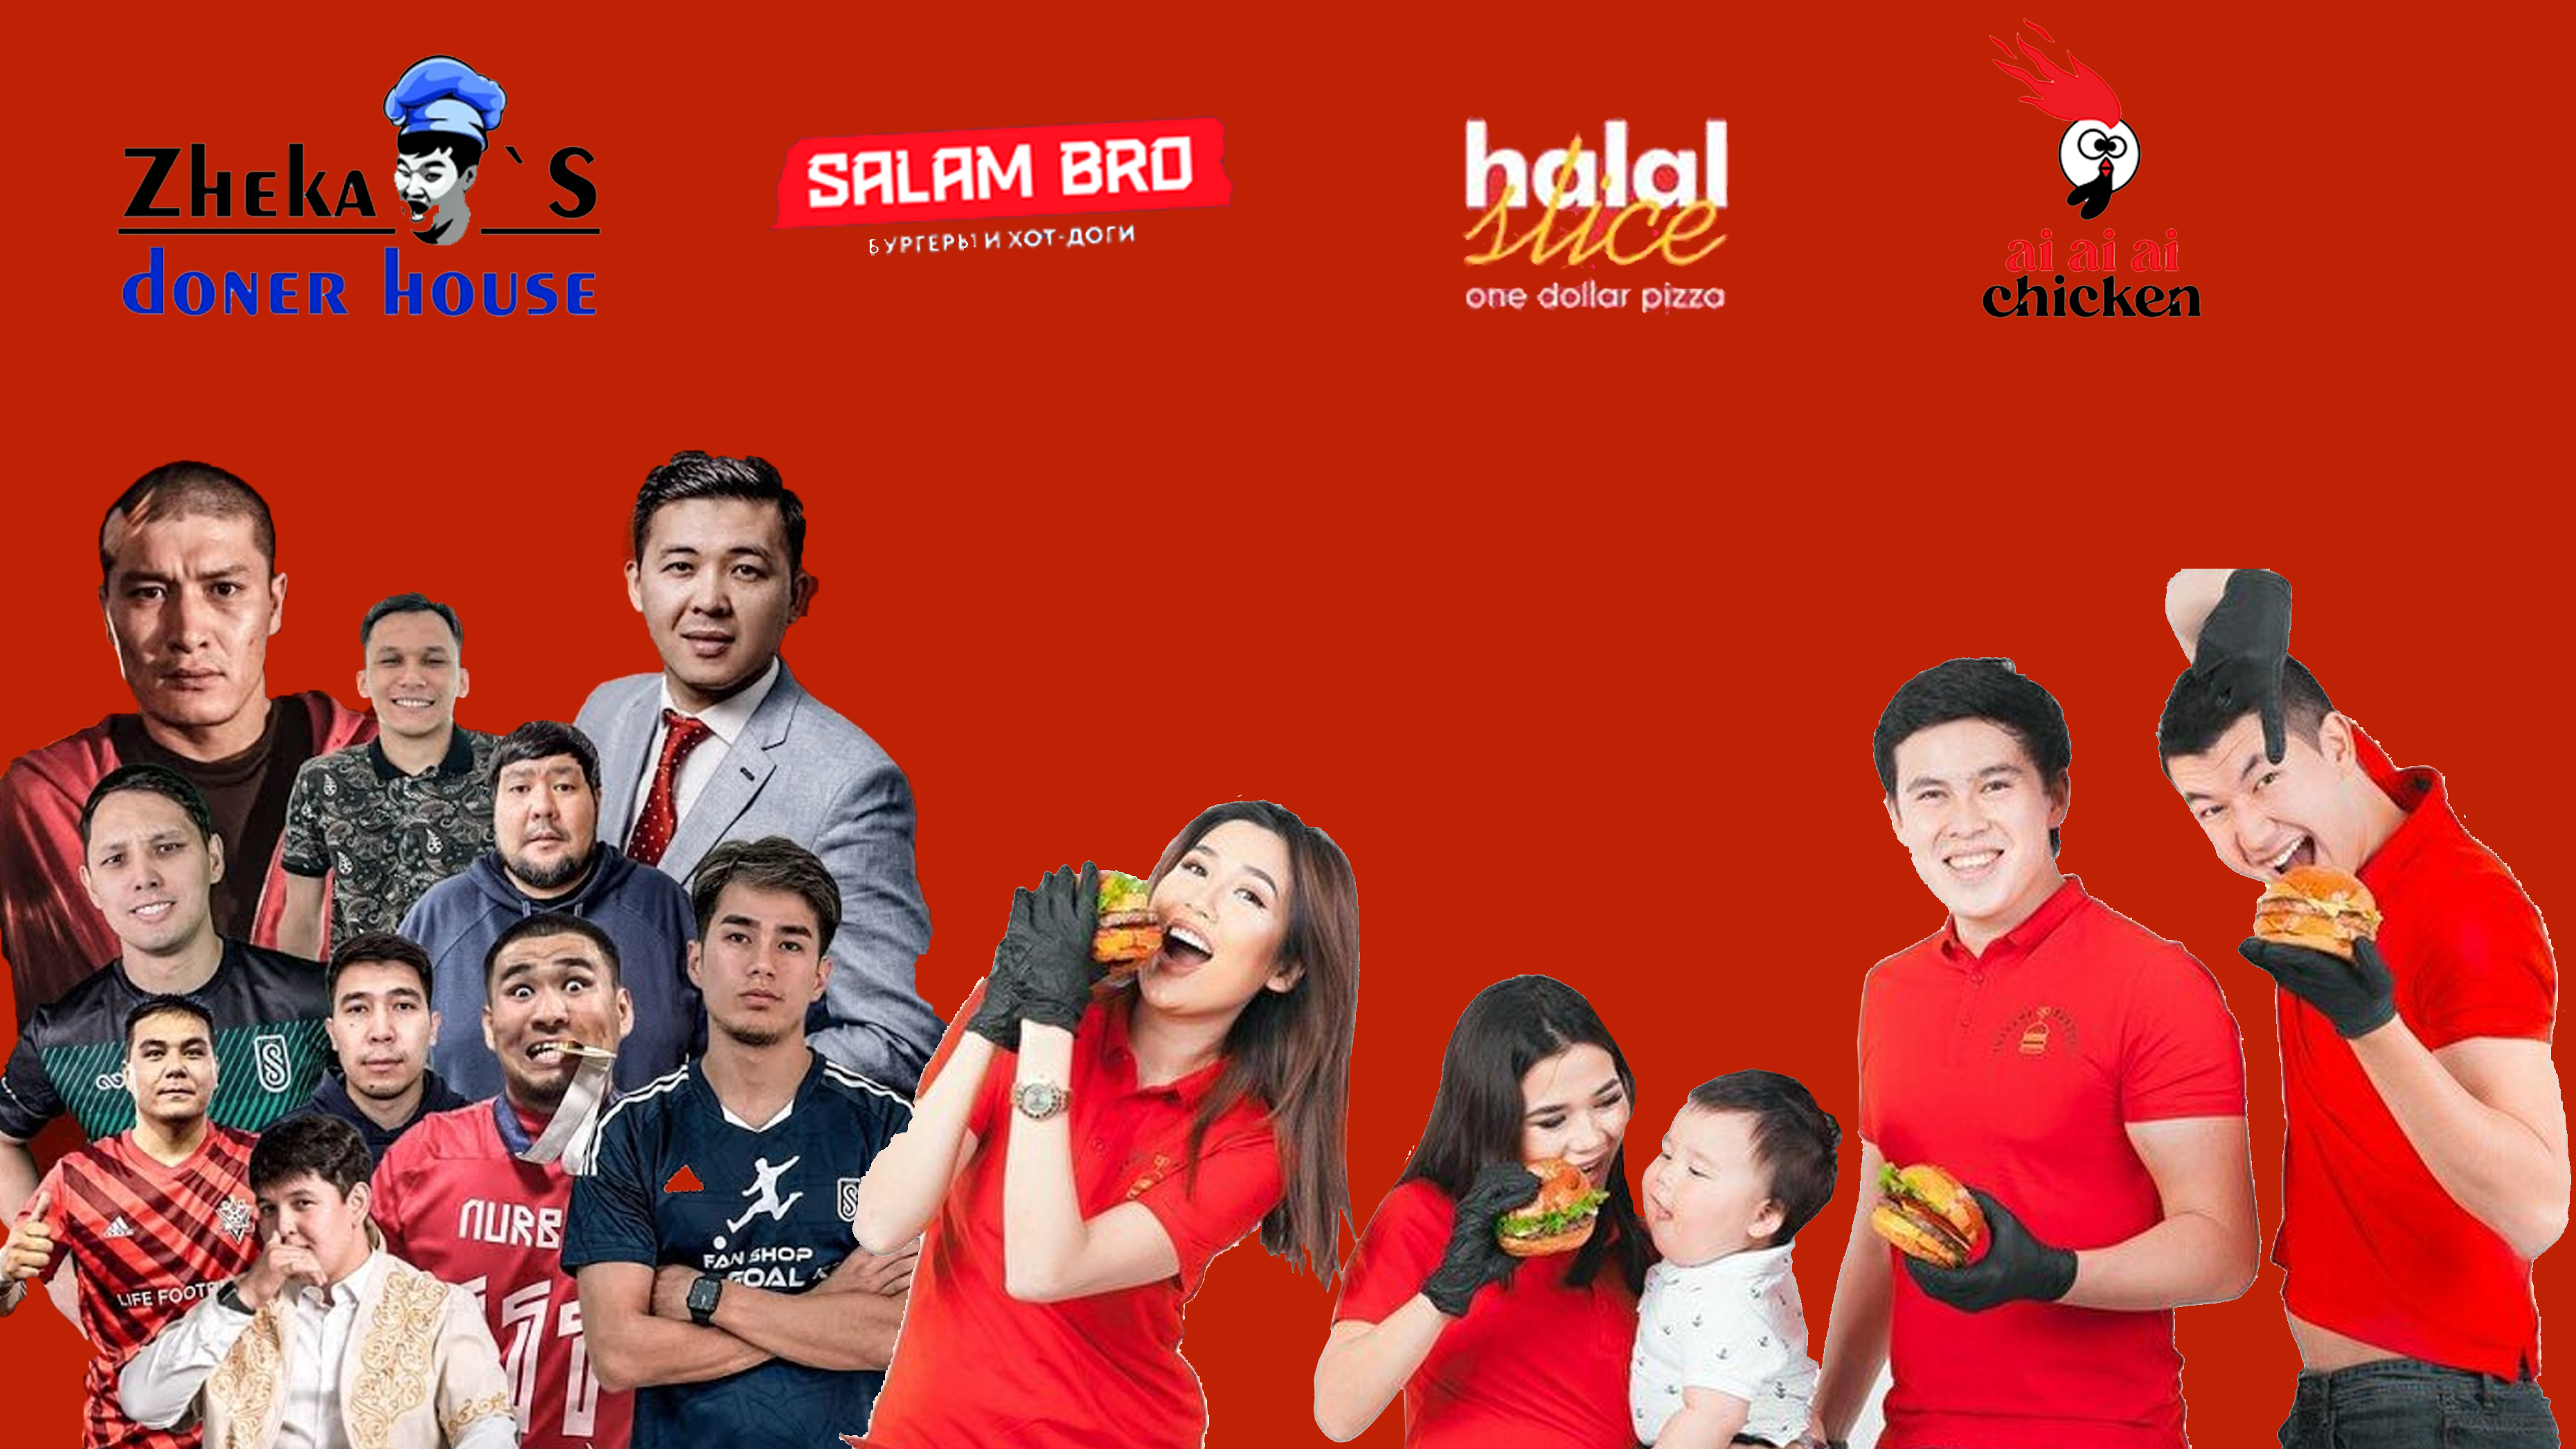 ZHEKA`S
DONER HOUSE
SALAM BRO
БУРГЕРЫ И ХОТ-ДОГИ
halal
slice
one dollar pizza
ai ai ai
chicken
S
LIFE FOOT
NURB
FAN SHOP
GOAL
S